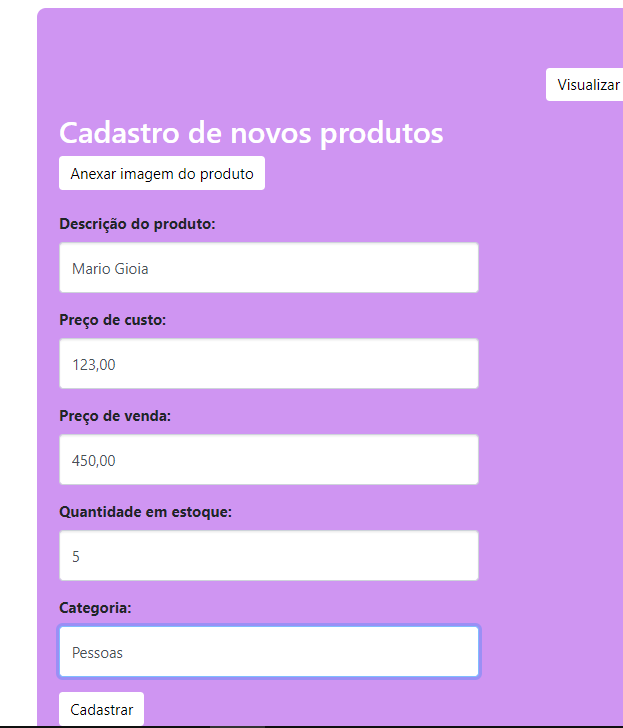 Visualizar
Cadastro de novos produtos
Anexar imagem do produto
Descrição do produto:
Mario Gioia
Preço de custo:
123,00
Preço de venda:
450,00
Quantidade em estoque:
5
Categoria:
Pessoas
Cadastrar